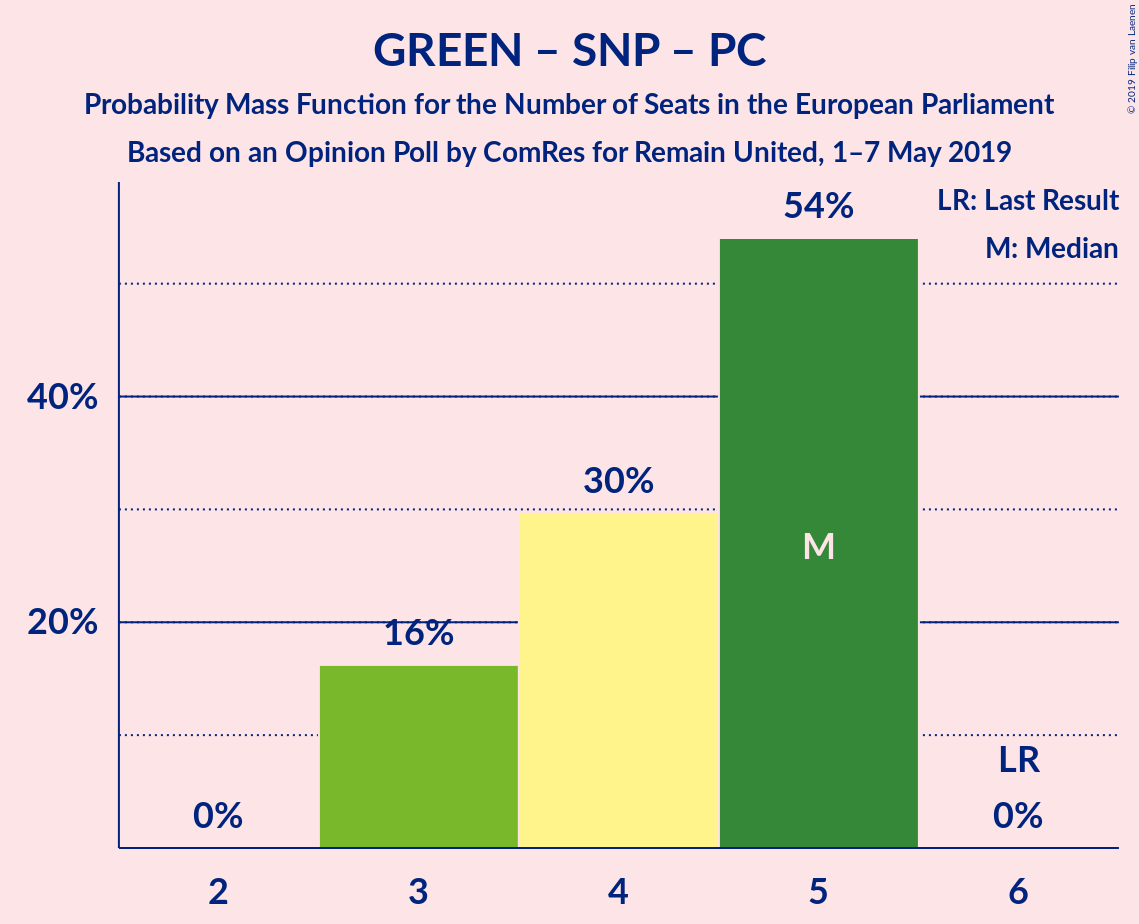 GREEN – SNP – PC
Probability Mass Function for the Number of Seats in the European Parliament
Based on an Opinion Poll by ComRes for Remain United, 1–7 May 2019
© 2019 Filip van Laenen
LR: Last Result
M: Median
54%
40%
30%
M
20%
16%
LR
0%
0%
2
3
4
5
6